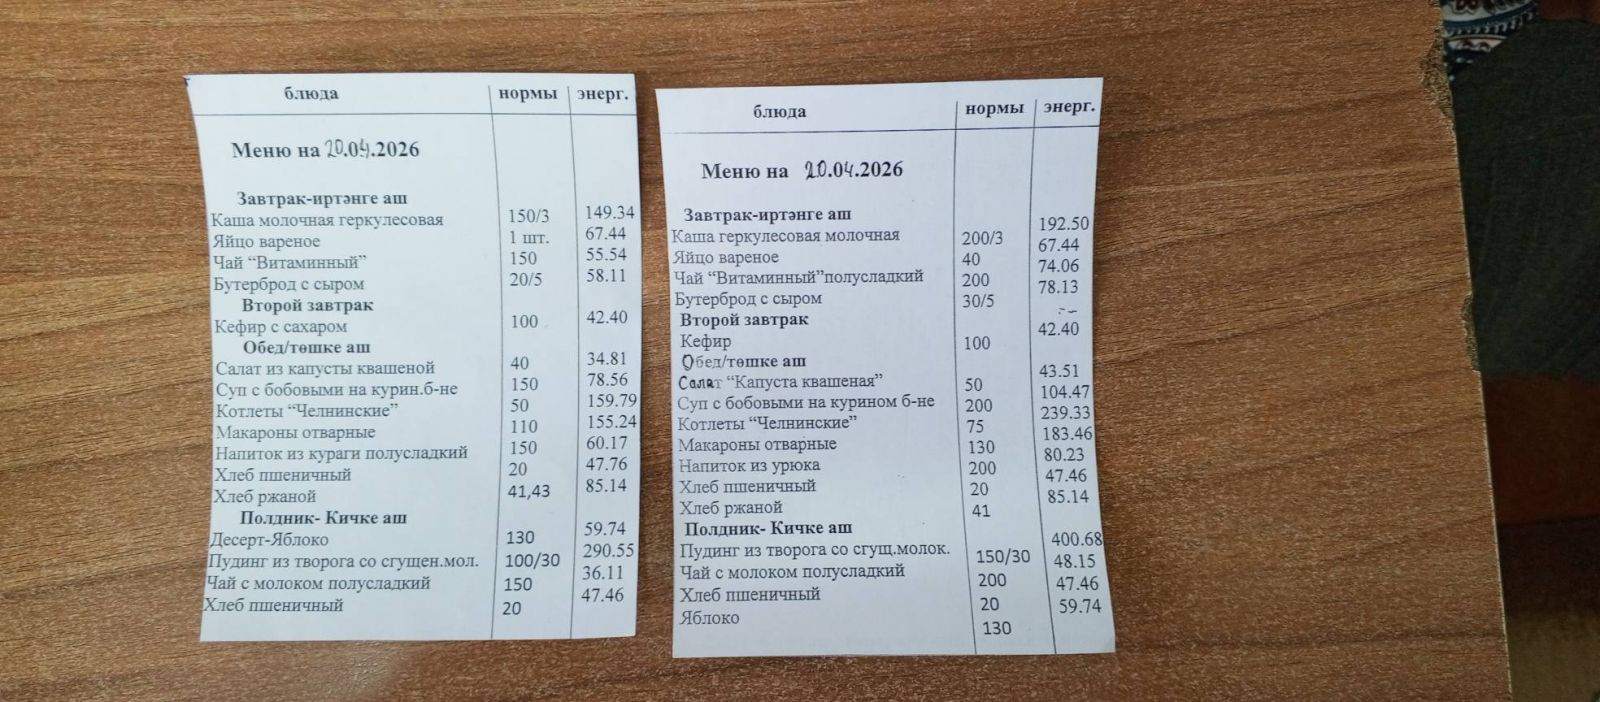 блюда нормы энерг.
Меню на 20.04.2026
Завтрак-иртәнге аш
Каша молочная геркулесовая 150/3 149.34
Яйцо вареное 1 шт. 67.44
Чай “Витаминный” 150 55.54
Бутерброд с сыром 20/5 58.11
Второй завтрак
Кефир с сахаром 100 42.40
Обед/төшке аш
Салат из капусты квашеной 40 34.81
Суп с бобовыми на курин.б-не 150 78.56
Котлеты “Челнинские” 50 159.79
Макароны отварные 110 155.24
Напиток из кураги полусладкий 150 60.17
Хлеб пшеничный 20 47.76
Хлеб ржаной 41,43 85.14
Полдник- Кичке аш
Десерт-Яблоко 130 59.74
Пудинг из творога со сгущен.мол. 100/30 290.55
Чай с молоком полусладкий 150 36.11
Хлеб пшеничный 20 47.46
блюда нормы энерг.
Меню на 20.04.2026
Завтрак-иртәнге аш
Каша геркулесовая молочная 200/3 192.50
Яйцо вареное 40 67.44
Чай “Витаминный”полусладкий 200 74.06
Бутерброд с сыром 30/5 78.13
Второй завтрак
Кефир 100 42.40
Обед/төшке аш
Салат “Капуста квашеная” 50 43.51
Суп с бобовыми на курином б-не 200 104.47
Котлеты “Челнинские” 75 239.33
Макароны отварные 130 183.46
Напиток из урюка 200 80.23
Хлеб пшеничный 20 47.46
Хлеб ржаной 41 85.14
Полдник- Кичке аш
Пудинг из творога со сгущ.молок. 150/30 400.68
Чай с молоком полусладкий 200 48.15
Хлеб пшеничный 20 47.46
Яблоко 130 59.74